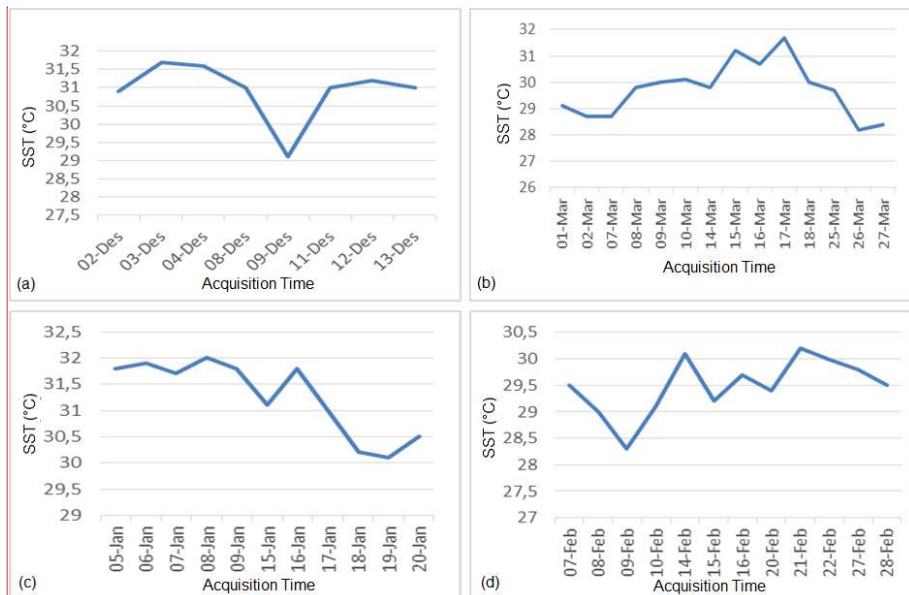 32
31,5
31
30,5
30
29,5
29
28,5
28
27,5
SST (°C)
02-Des
03-Des
04-Des
08-Des
09-Des
11-Des
12-Des
13-Des
Acquisition Time
(a)
32
31
30
29
28
27
26
SST (°C)
01-Mar
02-Mar
07-Mar
08-Mar
09-Mar
10-Mar
14-Mar
15-Mar
16-Mar
17-Mar
18-Mar
25-Mar
26-Mar
27-Mar
Acquisition Time
(b)
32,5
32
31,5
31
30,5
30
29,5
29
SST (°C)
05-Jan
06-Jan
07-Jan
08-Jan
09-Jan
15-Jan
16-Jan
17-Jan
18-Jan
19-Jan
20-Jan
Acquisition Time
(c)
30,5
30
29,5
29
28,5
28
27,5
27
SST (°C)
07-Feb
08-Feb
09-Feb
10-Feb
14-Feb
15-Feb
16-Feb
20-Feb
21-Feb
22-Feb
27-Feb
28-Feb
Acquisition Time
(d)